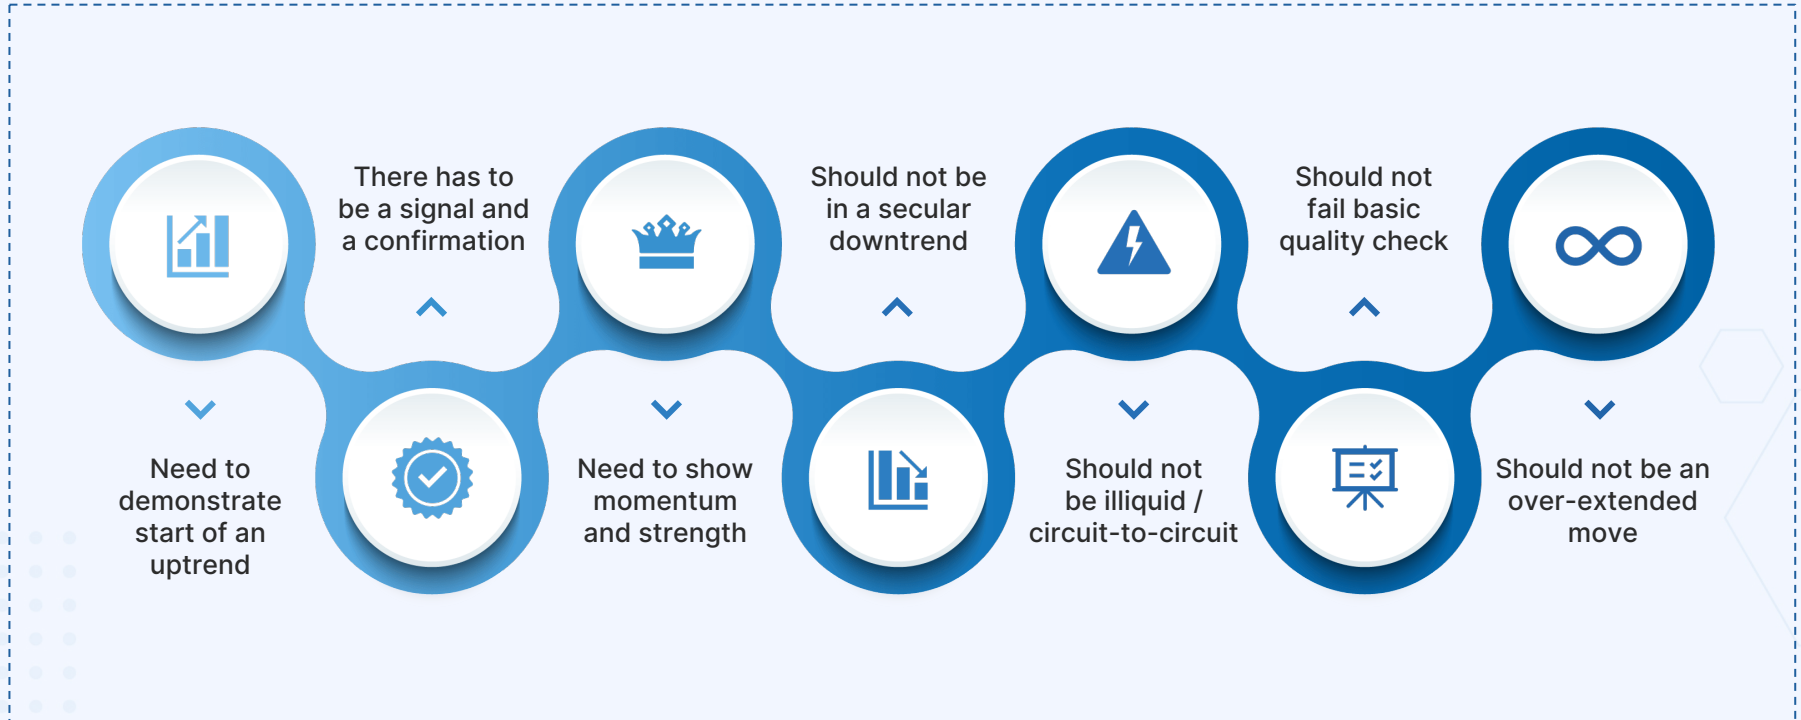 Need to
demonstrate
start of an
uptrend
There has to
be a signal and
a confirmation
Need to show
momentum
and strength
Should not be
in a secular
downtrend
Should not
be illiquid /
circuit-to-circuit
Should not
fail basic
quality check
Should not be an
over-extended
move